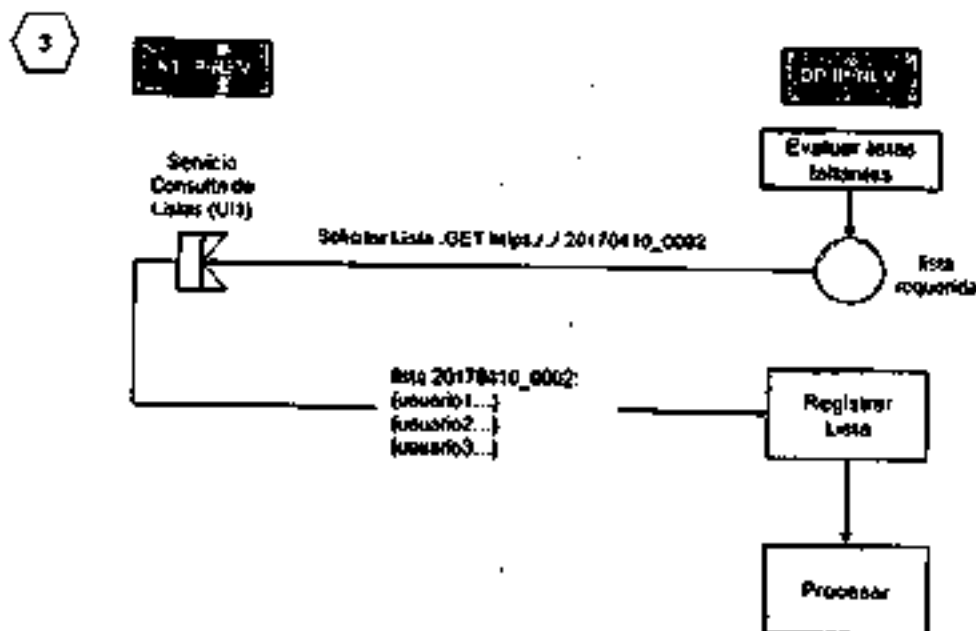 3
Servicio
Consulta de
Listas (UI3)
Evaluar listas
faltantes
Solicitar Lista :GET https://./ 20170410_0002
lista
requerida
lista 20170410_0002:
{usuario1...}
{usuario2...}
{usuario3...}
Registrar
Lista
Procesar